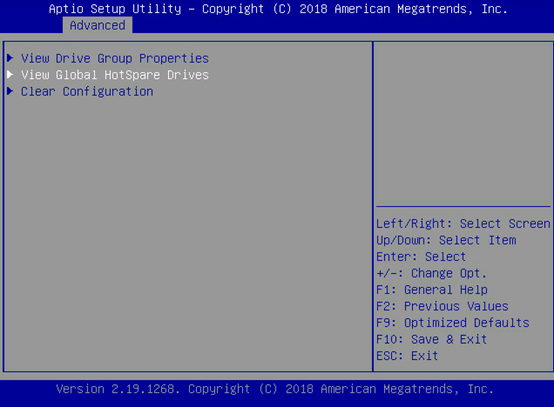 Aptio Setup Utility – Copyright (C) 2018 American Megatrends, Inc.
Advanced
View Drive Group Properties
View Global HotSpare Drives
Clear Configuration
Left/Right: Select Screen
Up/Down: Select Item
Enter: Select
+/-: Change Opt.
F1: General Help
F2: Previous Values
F9: Optimized Defaults
F10: Save & Exit
ESC: Exit
Version 2.19.1268. Copyright (C) 2018 American Megatrends, Inc.